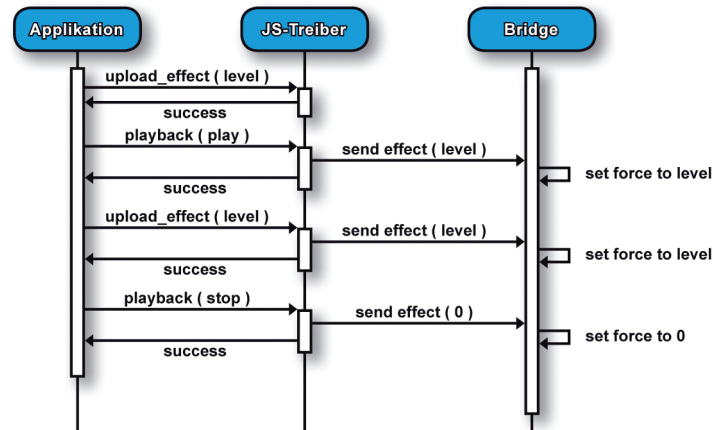 Applikation
JS-Treiber
Bridge
upload_effect ( level )
success
playback ( play )
send effect ( level )
set force to level
success
upload_effect ( level )
send effect ( level )
set force to level
success
playback ( stop )
send effect ( 0 )
set force to 0
success